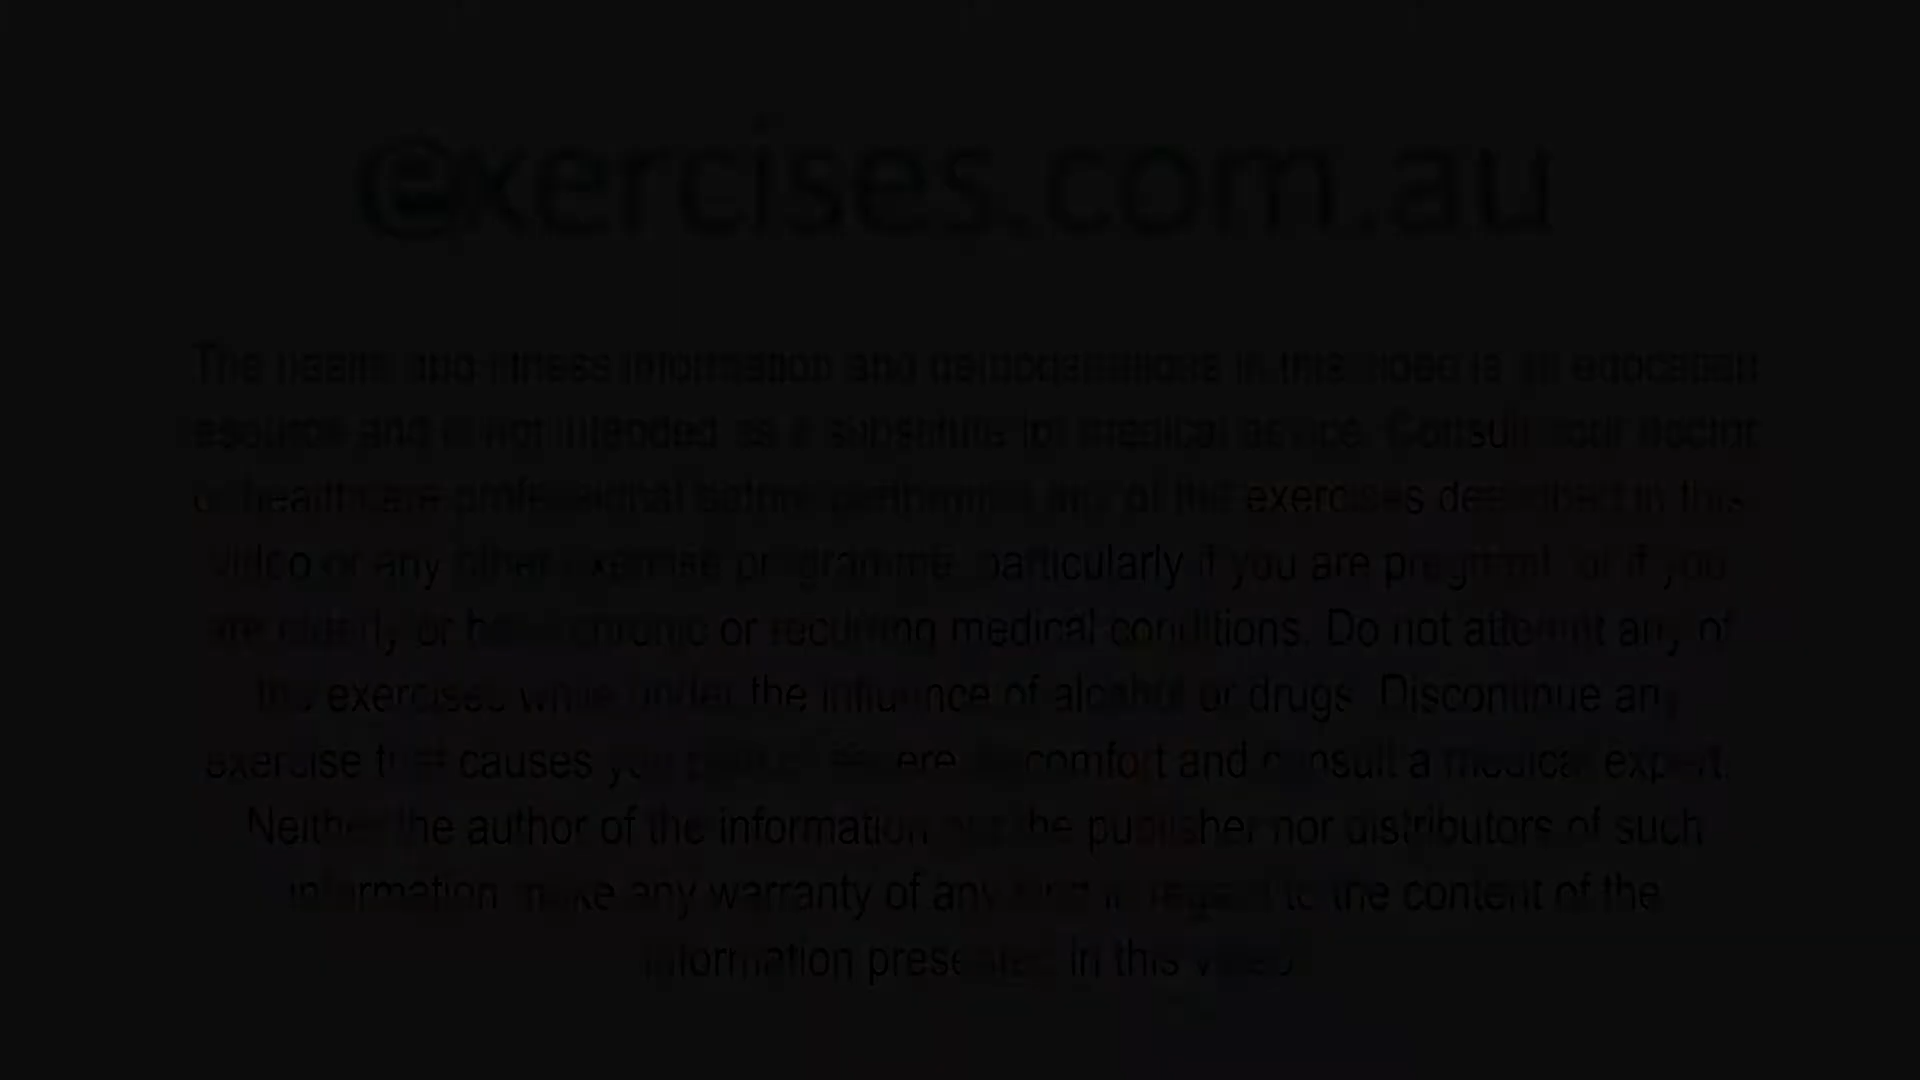 exercises.com.au
The health and fitness information and demonstrations in this video is an educational
resource and is not intended as a substitute for medical advice. Consult your doctor
or healthcare professional before performing any of the exercises described in this
video or any other exercise programme, particularly if you are pregnant, or if you
are elderly or have chronic or recurring medical conditions. Do not attempt any of
the exercises while under the influence of alcohol or drugs. Discontinue any
exercise that causes you pain or severe discomfort and consult a medical expert.
Neither the author of the information nor the publisher nor distributors of such
information make any warranty of any kind in regard to the content of the
information presented in this video.